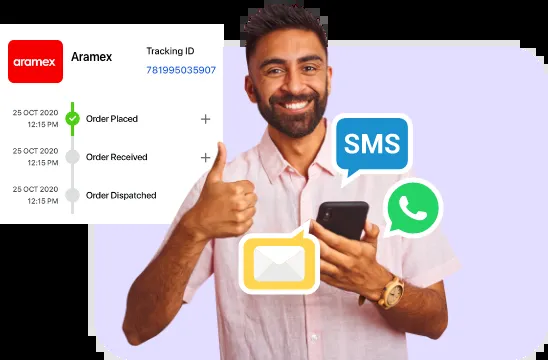 aramex
Aramex
Tracking ID
781995035907
25 OCT 2020
12:15 PM
Order Placed
25 OCT 2020
12:15 PM
Order Received
25 OCT 2020
12:15 PM
Order Dispatched
SMS